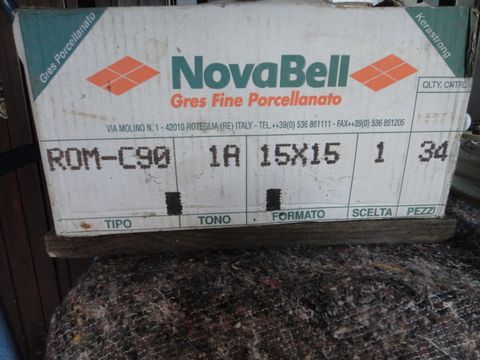 Gres Porcellanato
Kerastrong
NovaBell
Gres Fine Porcellanato
QLTY. CNTRL
VIA MOLINO N. 1 - 42010 ROTEGLIA (RE) ITALY - TEL.++39(0) 536 861111 - FAX++39(0) 536 851205
ROM-C90 1A 15X15 1 34
TIPO TONO FORMATO SCELTA PEZZI